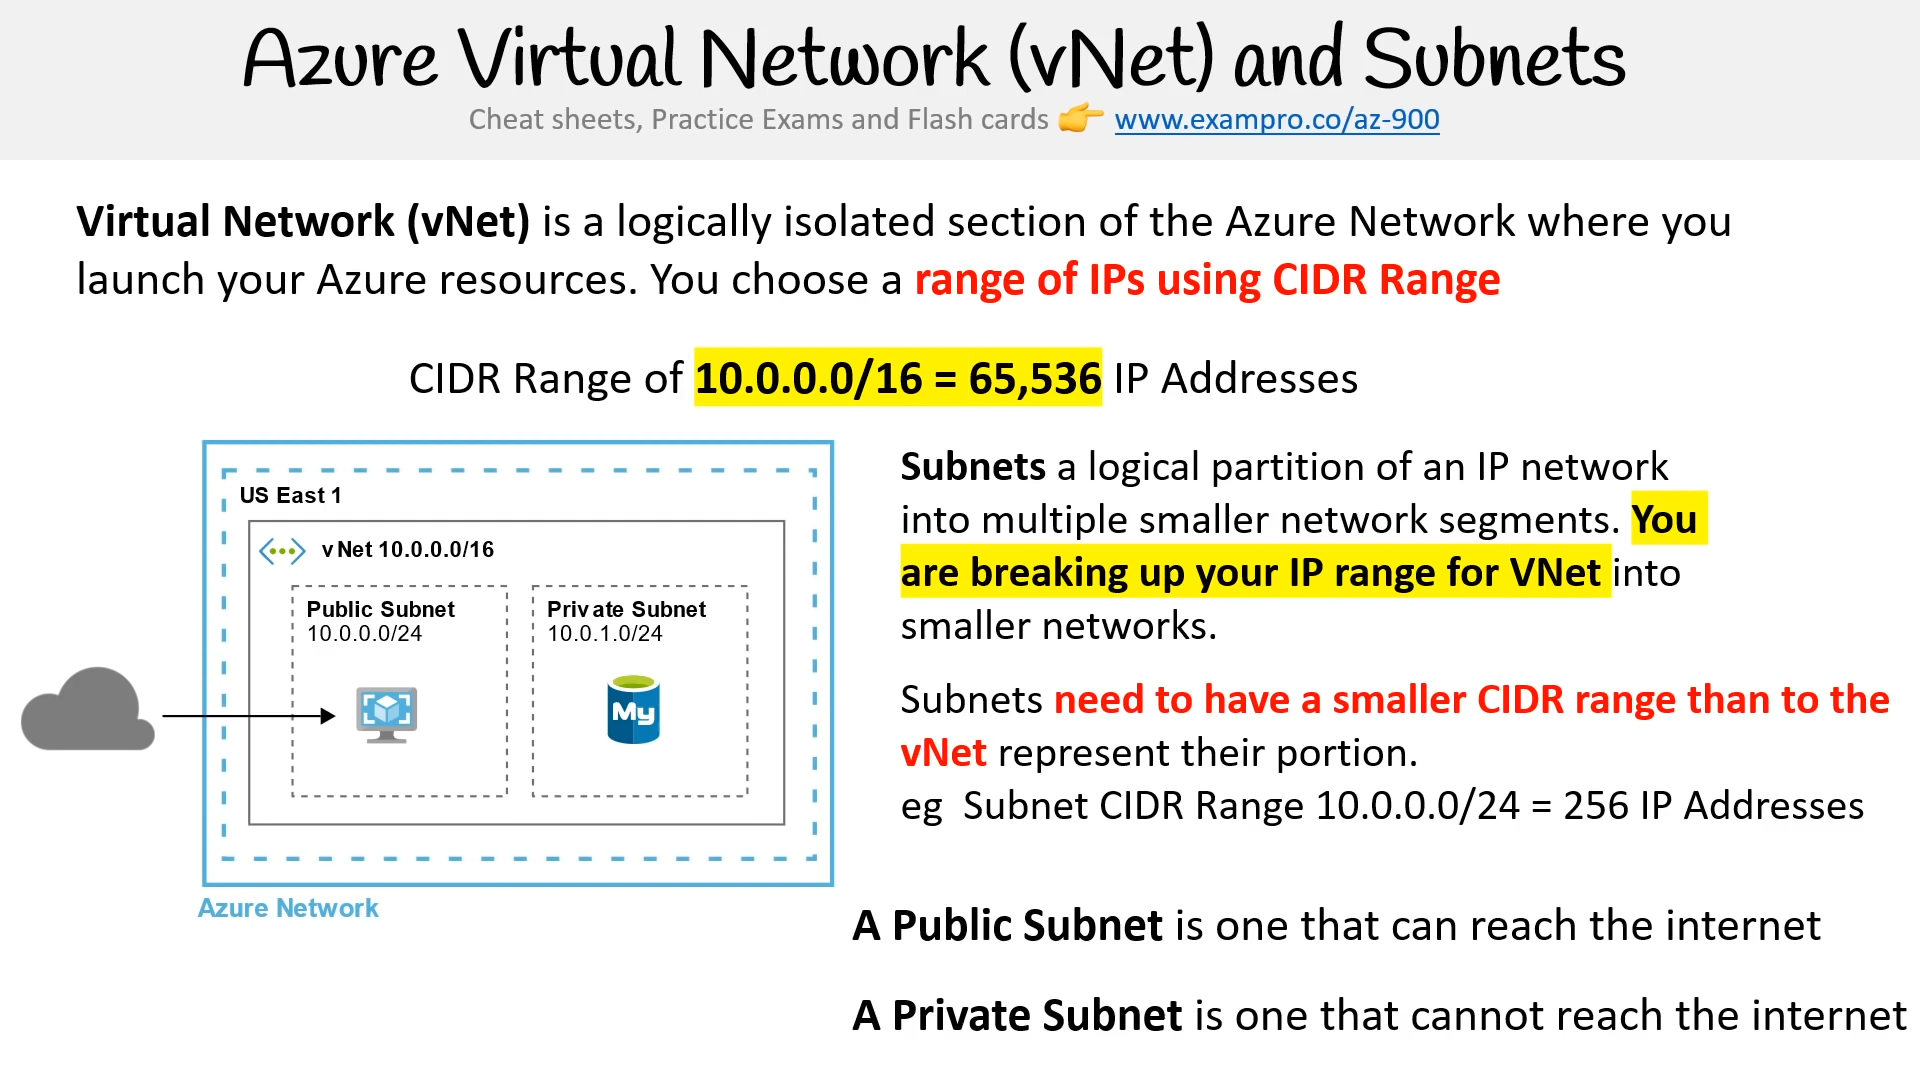 Azure Virtual Network (vNet) and Subnets
Cheat sheets, Practice Exams and Flash cards 👉 www.exampro.co/az-900
Virtual Network (vNet) is a logically isolated section of the Azure Network where you
launch your Azure resources. You choose a range of IPs using CIDR Range
CIDR Range of 10.0.0.0/16 = 65,536 IP Addresses
US East 1
vNet 10.0.0.0/16
Public Subnet
10.0.0.0/24
Private Subnet
10.0.1.0/24
My
Azure Network
Subnets a logical partition of an IP network
into multiple smaller network segments. You
are breaking up your IP range for VNet into
smaller networks.
Subnets need to have a smaller CIDR range than to the
vNet represent their portion.
eg Subnet CIDR Range 10.0.0.0/24 = 256 IP Addresses
A Public Subnet is one that can reach the internet
A Private Subnet is one that cannot reach the internet